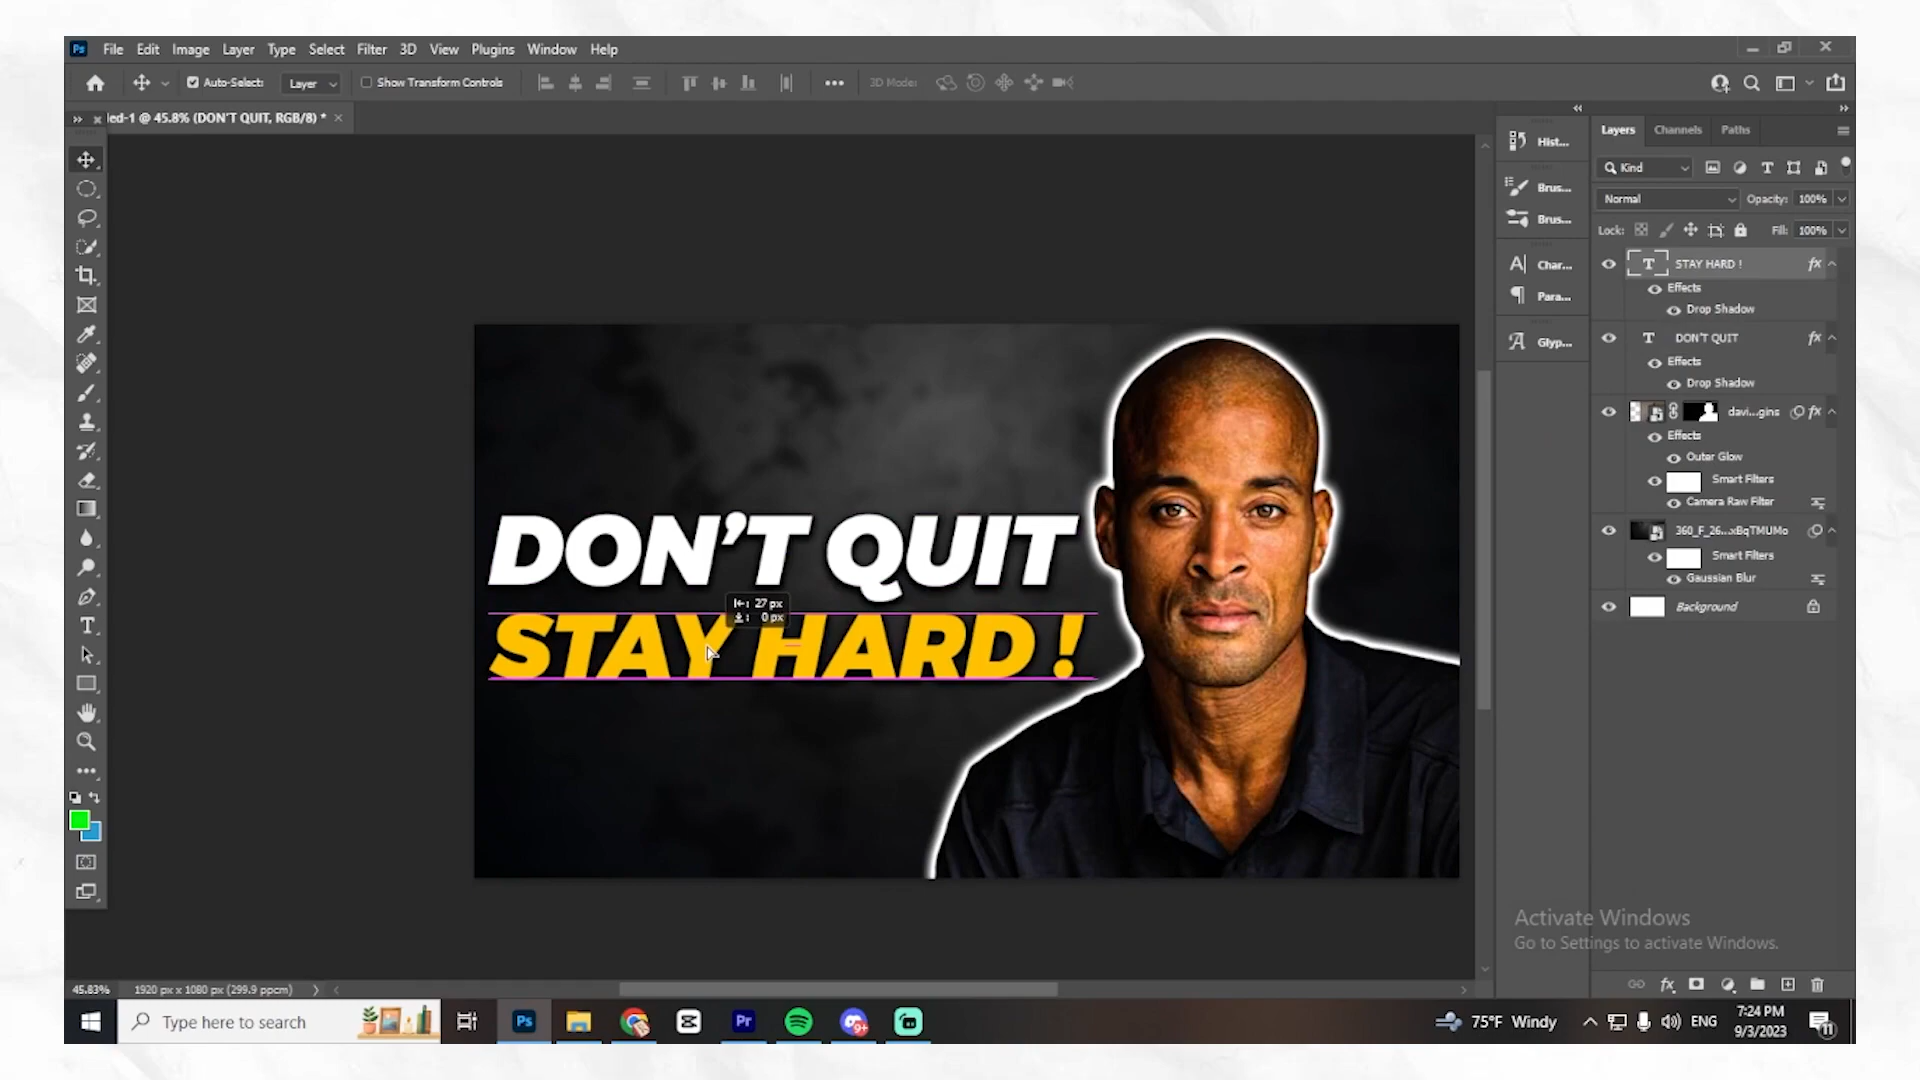 Ps File Edit Image Layer Type Select Filter 3D View Plugins Window Help
Auto-Select: Layer Show Transform Controls 3D Mode:
led-1 @ 45.8% (DON'T QUIT, RGB/8) *
Hist...
Brus...
Brus...
Char...
Para...
Glyp...
Layers Channels Paths
Kind
Normal Opacity: 100%
Lock: Fill: 100%
T STAY HARD ! fx
Effects
Drop Shadow
T DON'T QUIT fx
Effects
Drop Shadow
davi...gins fx
Effects
Outer Glow
Smart Filters
Camera Raw Filter
360_F_26...xBqTMUMo
Smart Filters
Gaussian Blur
Background
DON'T QUIT
27 px
0 px
STAY HARD !
Activate Windows
Go to Settings to activate Windows.
45.83% 1920 px x 1080 px (299.9 ppcm)
Type here to search
Ps
Pr
9+
75°F Windy
ENG
7:24 PM
9/3/2023
11